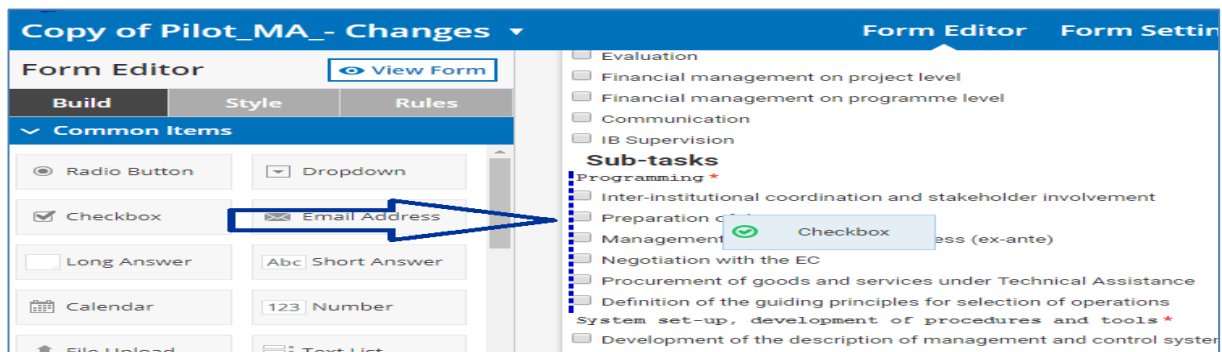 Copy of Pilot_MA_- Changes
Form Editor Form Settin
Form Editor
View Form
Build Style Rules
Common Items
Radio Button Dropdown
Checkbox Email Address
Long Answer Abc Short Answer
Calendar 123 Number
File Upload Text List
Evaluation
Financial management on project level
Financial management on programme level
Communication
IB Supervision
Sub-tasks
Programming *
Inter-institutional coordination and stakeholder involvement
Preparation
Checkbox
Management ess (ex-ante)
Negotiation with the EC
Procurement of goods and services under Technical Assistance
Definition of the guiding principles for selection of operations
System set-up, development of procedures and tools *
Development of the description of management and control system